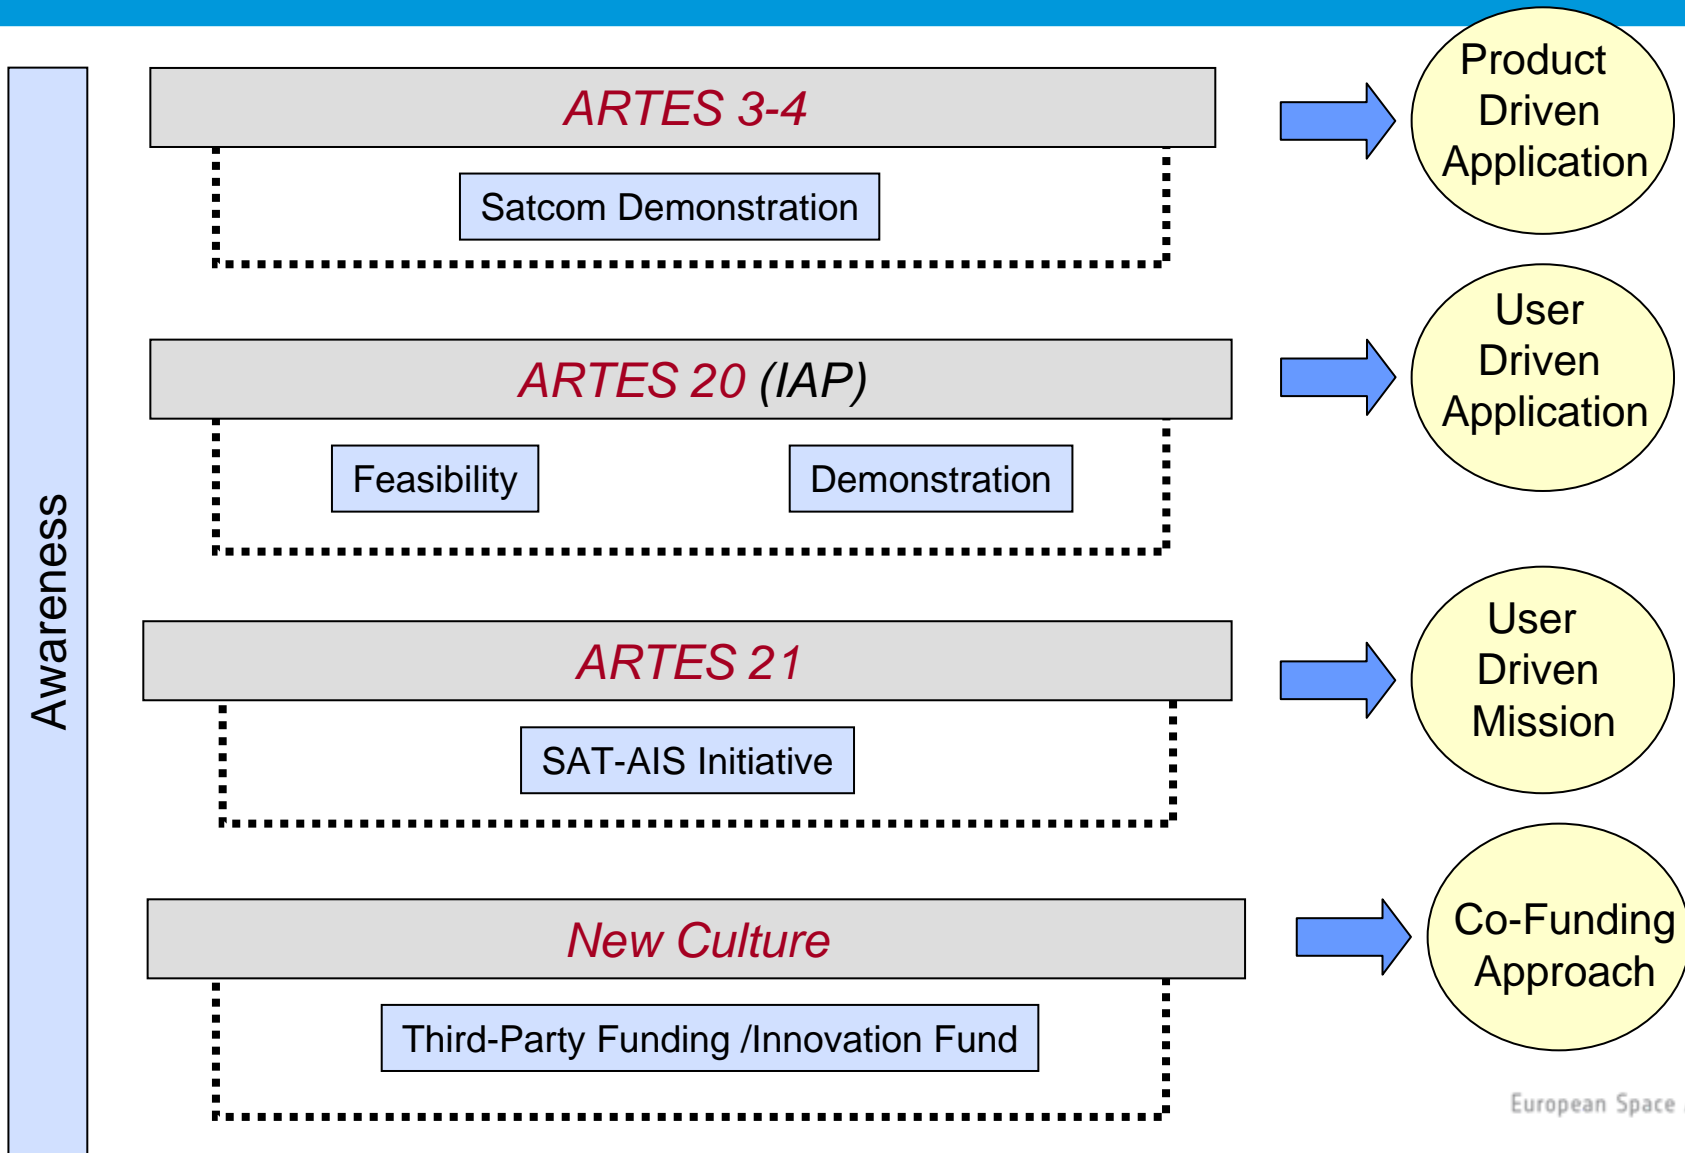 Awareness
ARTES 3-4
Satcom Demonstration
Product
Driven
Application
ARTES 20 (IAP)
Feasibility
Demonstration
User
Driven
Application
ARTES 21
SAT-AIS Initiative
User
Driven
Mission
New Culture
Third-Party Funding /Innovation Fund
Co-Funding
Approach
European Space